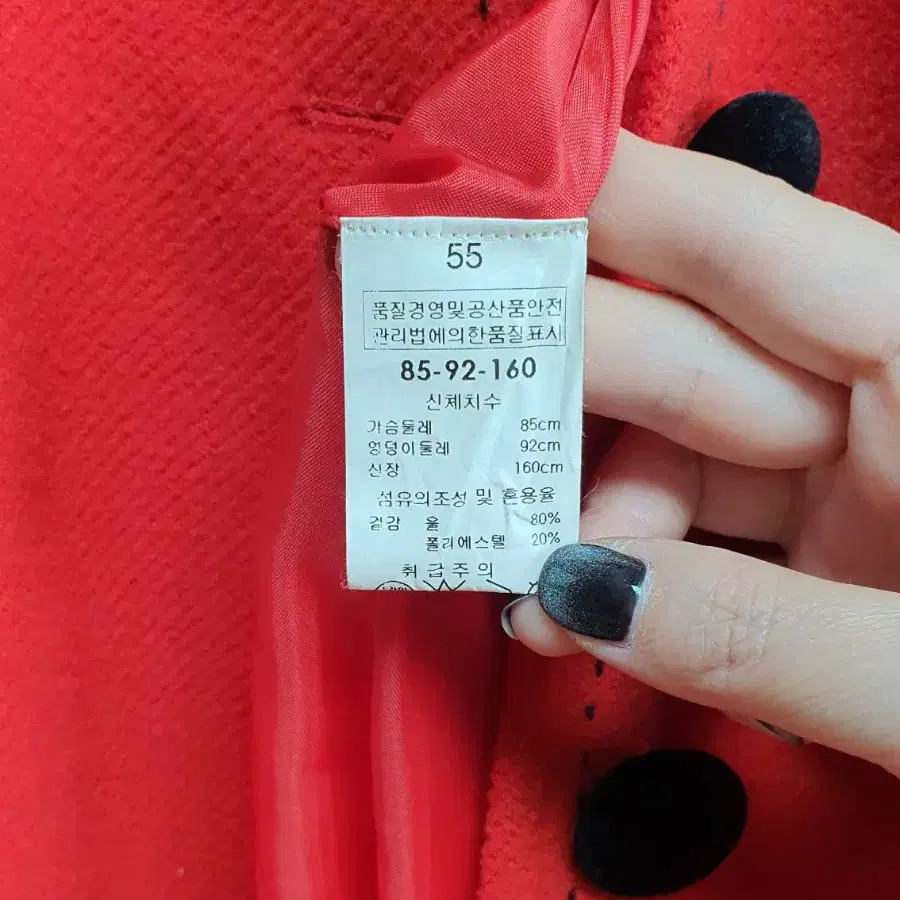 55
품질경영및공산품안전
관리법에의한품질표시
85-92-160
신체치수
가슴둘레 85cm
엉덩이둘레 92cm
신장 160cm
섬유의조성 및 혼용율
겉감 울 80%
폴리에스텔 20%
취급주의